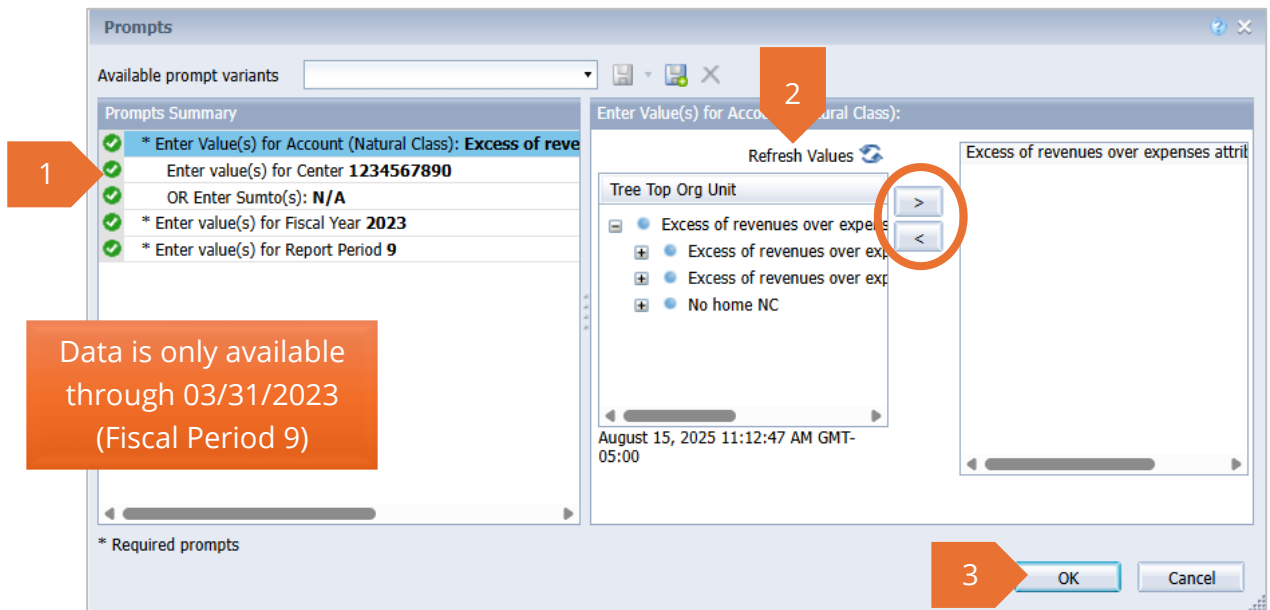 Prompts
Available prompt variants
2
Prompts Summary
Enter Value(s) for Account (Natural Class):
* Enter Value(s) for Account (Natural Class): Excess of reve
1
Enter value(s) for Center 1234567890
OR Enter Sumto(s): N/A
* Enter value(s) for Fiscal Year 2023
* Enter value(s) for Report Period 9
Refresh Values
Tree Top Org Unit
Excess of revenues over expens
Excess of revenues over exp
Excess of revenues over exp
No home NC
>
<
Excess of revenues over expenses attrib
Data is only available
through 03/31/2023
(Fiscal Period 9)
August 15, 2025 11:12:47 AM GMT-
05:00
* Required prompts
3
OK
Cancel